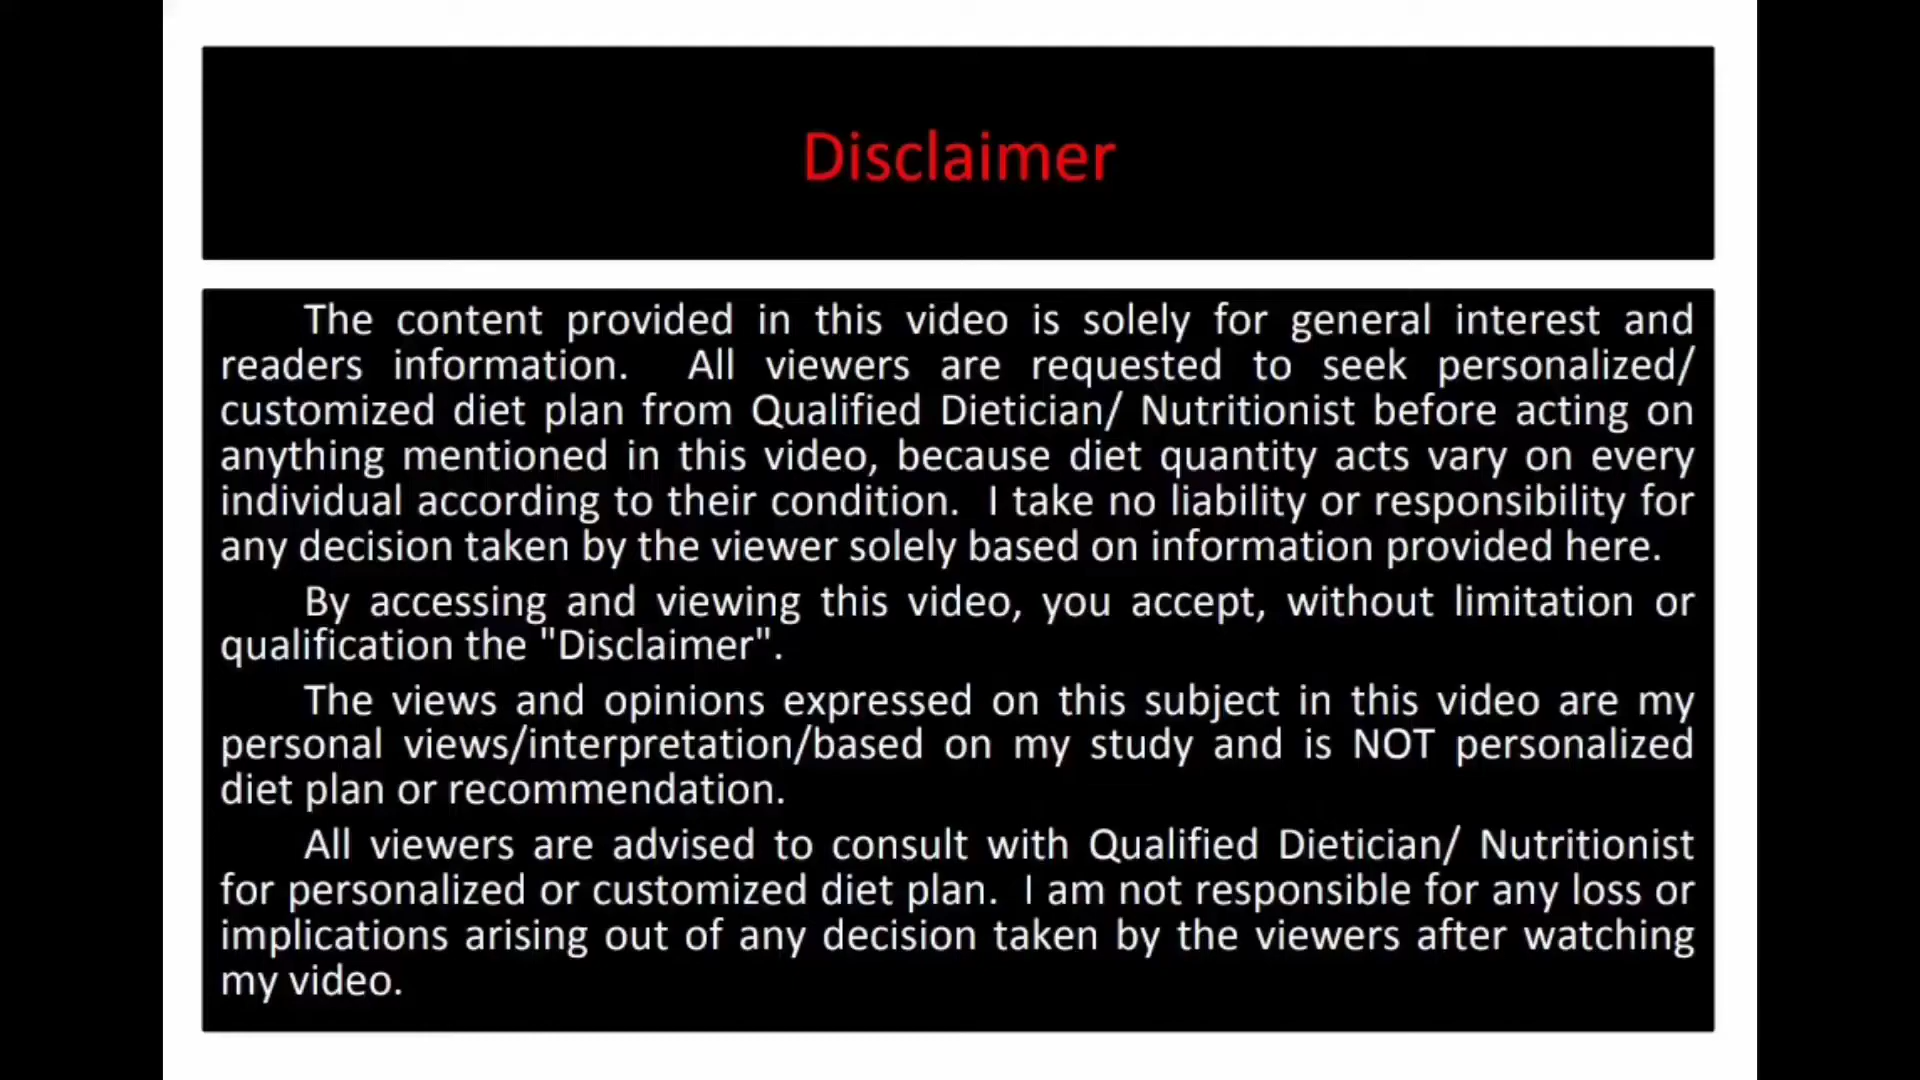 Disclaimer
The content provided in this video is solely for general interest and
readers information. All viewers are requested to seek personalized/
customized diet plan from Qualified Dietician/ Nutritionist before acting on
anything mentioned in this video, because diet quantity acts vary on every
individual according to their condition. I take no liability or responsibility for
any decision taken by the viewer solely based on information provided here.
By accessing and viewing this video, you accept, without limitation or
qualification the "Disclaimer".
The views and opinions expressed on this subject in this video are my
personal views/interpretation/based on my study and is NOT personalized
diet plan or recommendation.
All viewers are advised to consult with Qualified Dietician/ Nutritionist
for personalized or customized diet plan. I am not responsible for any loss or
implications arising out of any decision taken by the viewers after watching
my video.